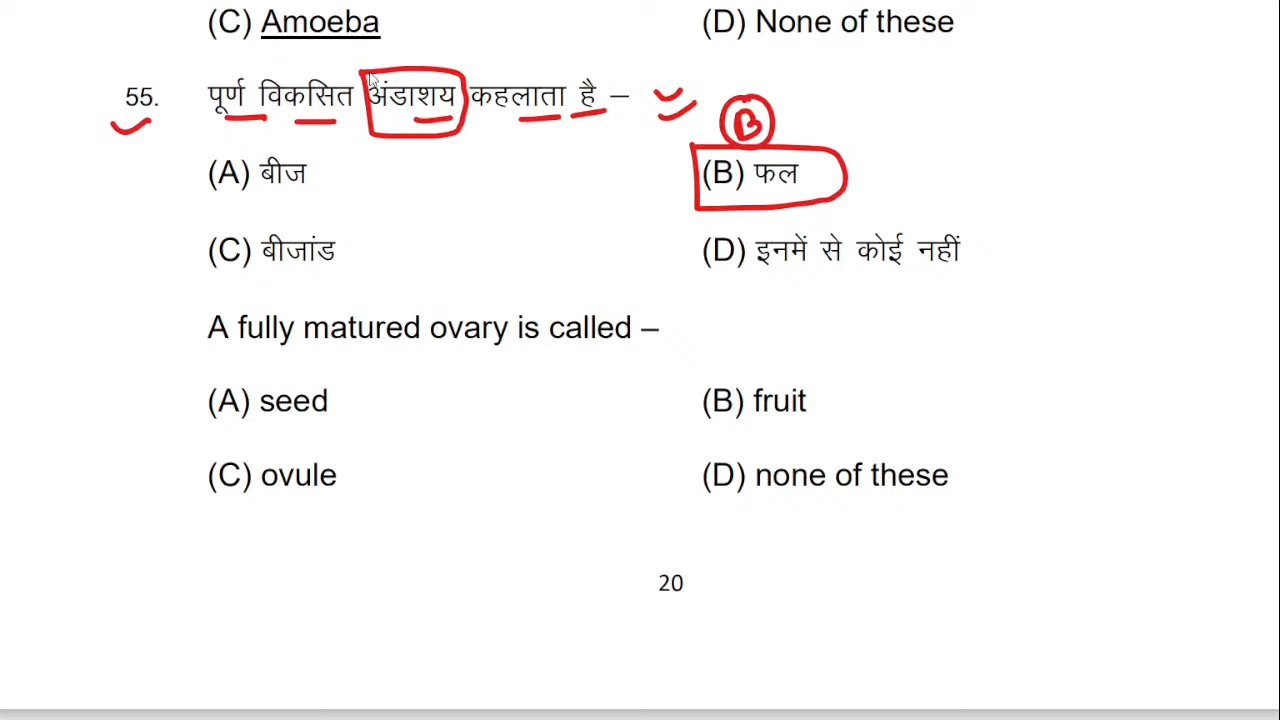 (C) Amoeba (D) None of these
55. पूर्ण विकसित अंडाशय कहलाता है –
B
(A) बीज (B) फल
(C) बीजांड (D) इनमें से कोई नहीं
A fully matured ovary is called –
(A) seed (B) fruit
(C) ovule (D) none of these
20